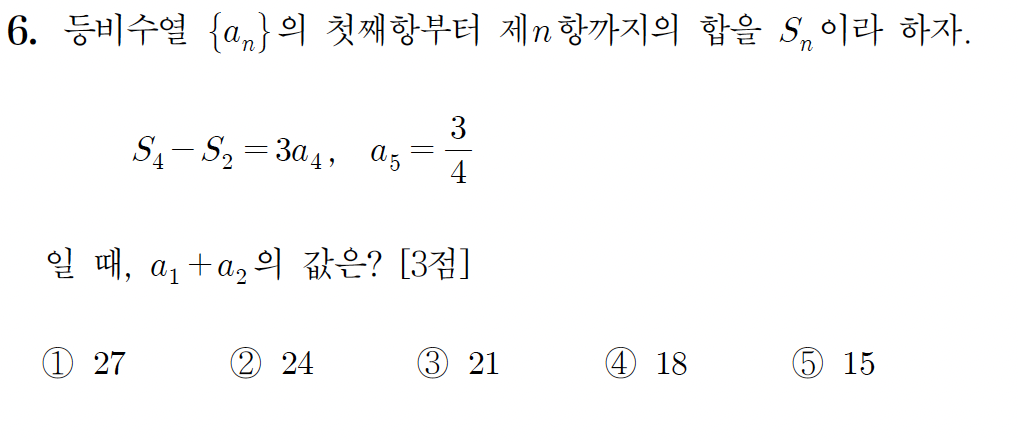 6. 등비수열 {aₙ}의 첫째항부터 제n항까지의 합을 Sₙ이라 하자.
S₄ − S₂ = 3a₄, a₅ = 3/4
일 때, a₁ + a₂의 값은? [3점]
① 27 ② 24 ③ 21 ④ 18 ⑤ 15